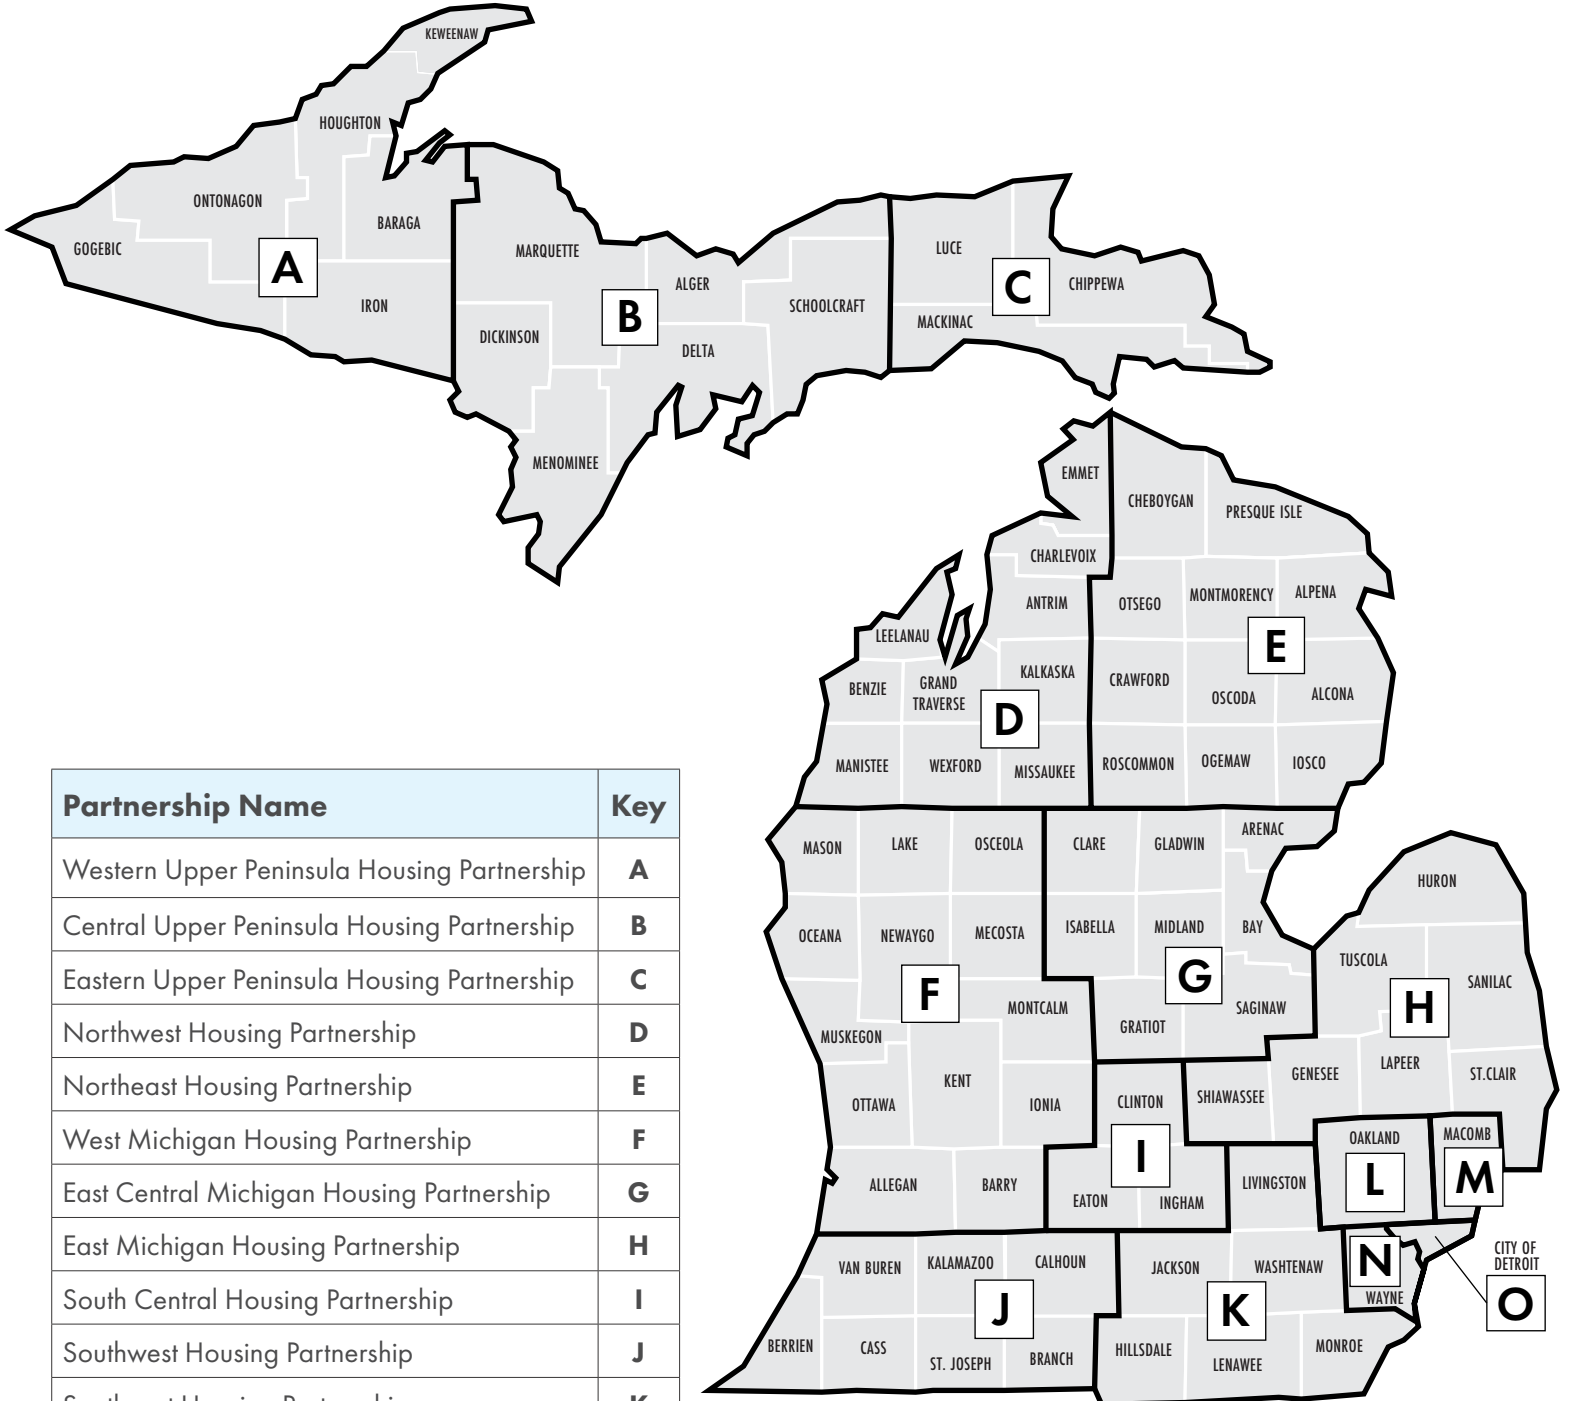 KEWEENAW
HOUGHTON
ONTONAGON
BARAGA
GOGEBIC
A
IRON
MARQUETTE
ALGER
B
SCHOOLCRAFT
DICKINSON
DELTA
MENOMINEE
LUCE
C
CHIPPEWA
MACKINAC
EMMET
CHEBOYGAN
PRESQUE ISLE
CHARLEVOIX
ANTRIM
OTSEGO
MONTMORENCY
ALPENA
LEELANAU
E
BENZIE
GRAND
TRAVERSE
KALKASKA
CRAWFORD
OSCODA
ALCONA
D
MANISTEE
WEXFORD
MISSAUKEE
ROSCOMMON
OGEMAW
IOSCO
MASON
LAKE
OSCEOLA
CLARE
GLADWIN
ARENAC
HURON
OCEANA
NEWAYGO
MECOSTA
ISABELLA
MIDLAND
BAY
TUSCOLA
SANILAC
F
G
H
MONTCALM
GRATIOT
SAGINAW
MUSKEGON
KENT
OTTAWA
IONIA
CLINTON
SHIAWASSEE
GENESEE
LAPEER
ST.CLAIR
I
OAKLAND
L
MACOMB
M
ALLEGAN
BARRY
EATON
INGHAM
LIVINGSTON
VAN BUREN
KALAMAZOO
CALHOUN
JACKSON
WASHTENAW
N
WAYNE
CITY OF
DETROIT
O
J
K
BERRIEN
CASS
ST. JOSEPH
BRANCH
HILLSDALE
LENAWEE
MONROE
Partnership Name Key
Western Upper Peninsula Housing Partnership A
Central Upper Peninsula Housing Partnership B
Eastern Upper Peninsula Housing Partnership C
Northwest Housing Partnership D
Northeast Housing Partnership E
West Michigan Housing Partnership F
East Central Michigan Housing Partnership G
East Michigan Housing Partnership H
South Central Housing Partnership I
Southwest Housing Partnership J